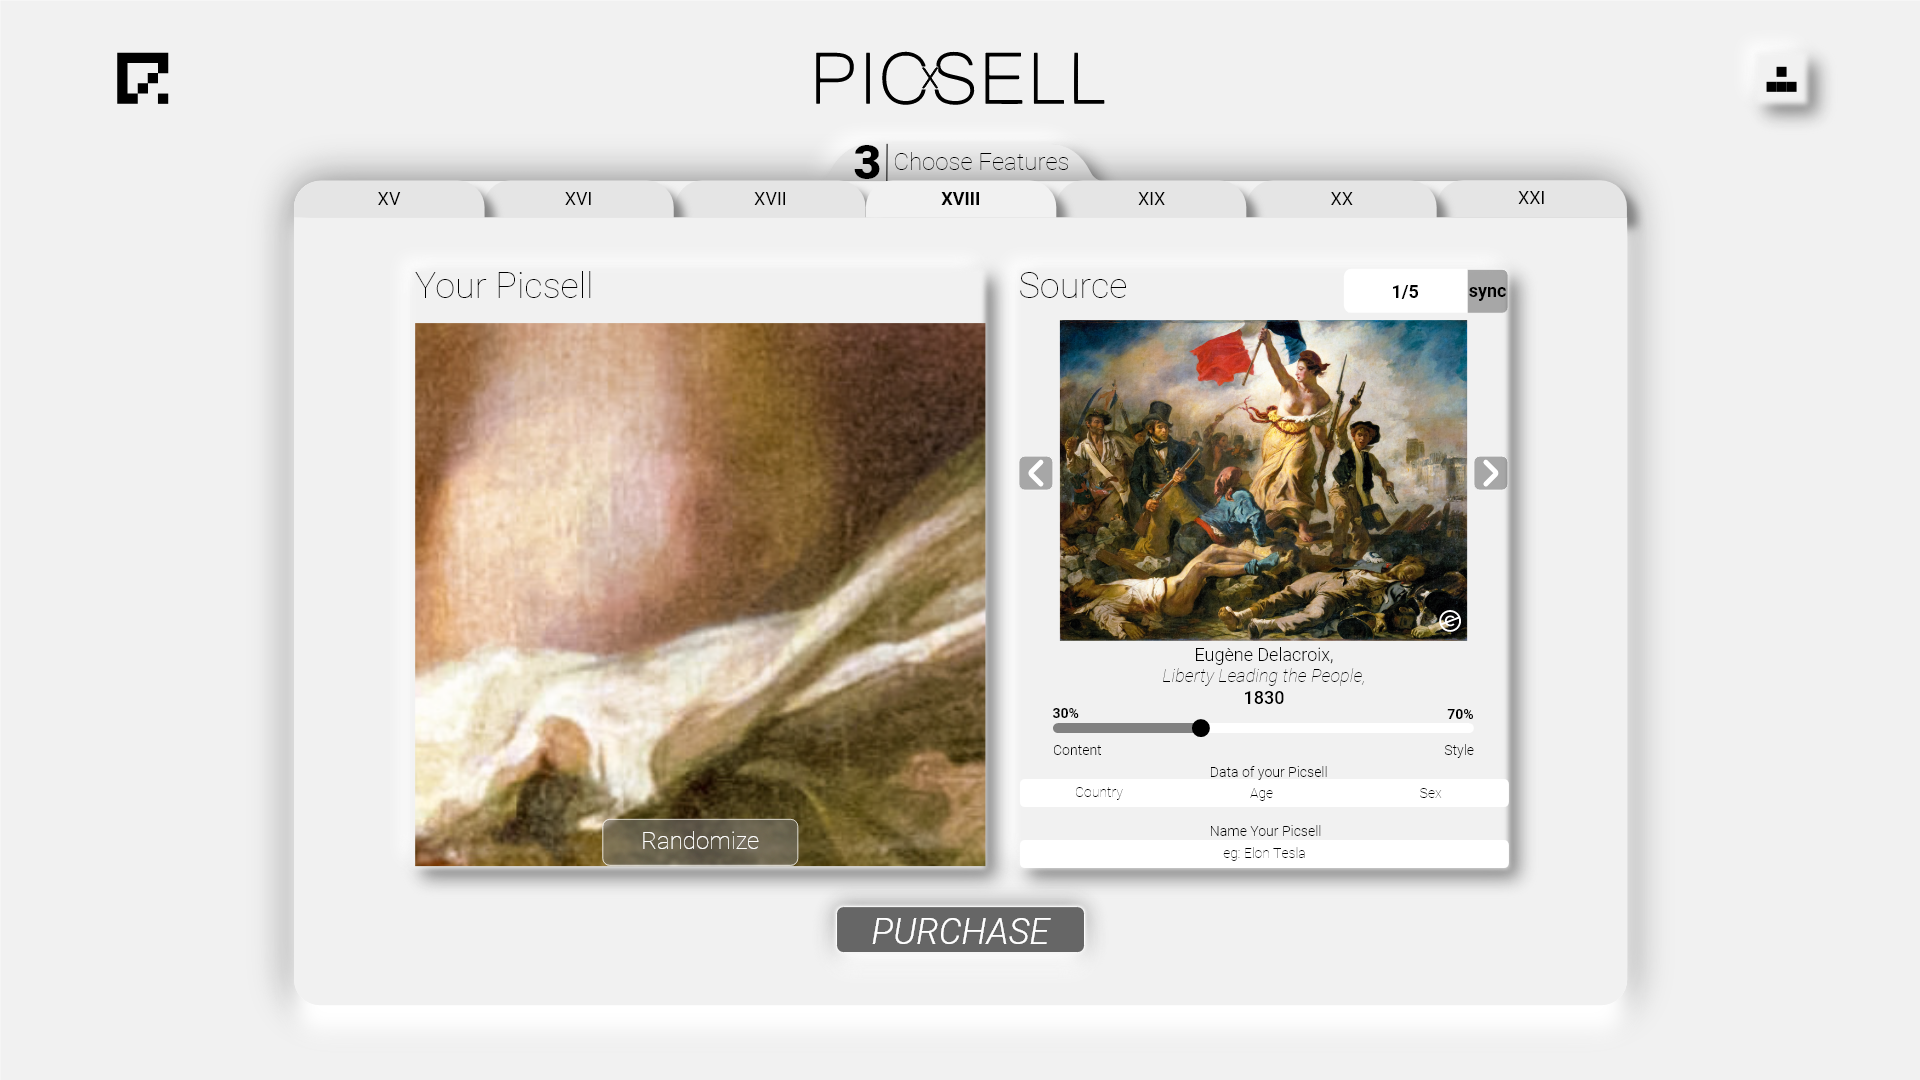 PICXSELL
3 Choose Features
XV XVI XVII XVIII XIX XX XXI
Your Picsell
Randomize
Source
1/5 sync
Eugène Delacroix,
Liberty Leading the People,
1830
30% 70%
Content Style
Data of your Picsell
Country Age Sex
Name Your Picsell
eg: Elon Tesla
PURCHASE